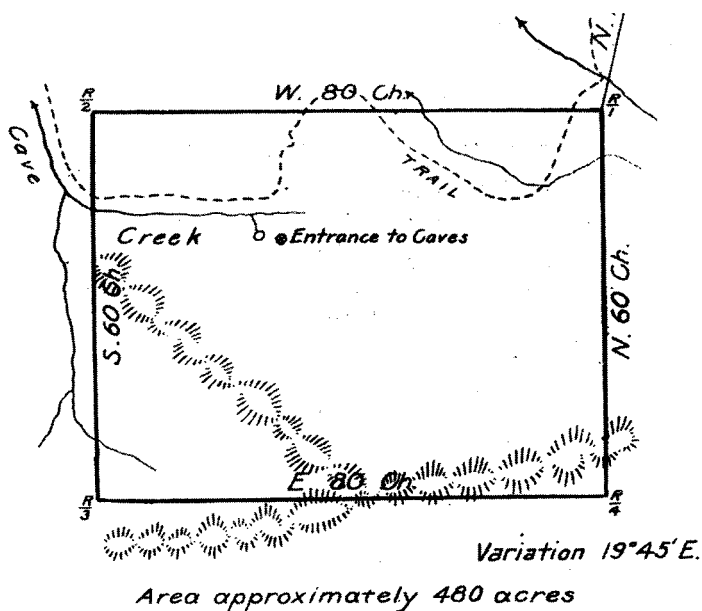 N.
R/2
W. 80 Ch.
R/1
Cave
TRAIL
Creek
Entrance to Caves
S. 60 Ch.
N. 60 Ch.
E 80 Ch.
R/3
R/4
Variation 19°45' E.
Area approximately 480 acres